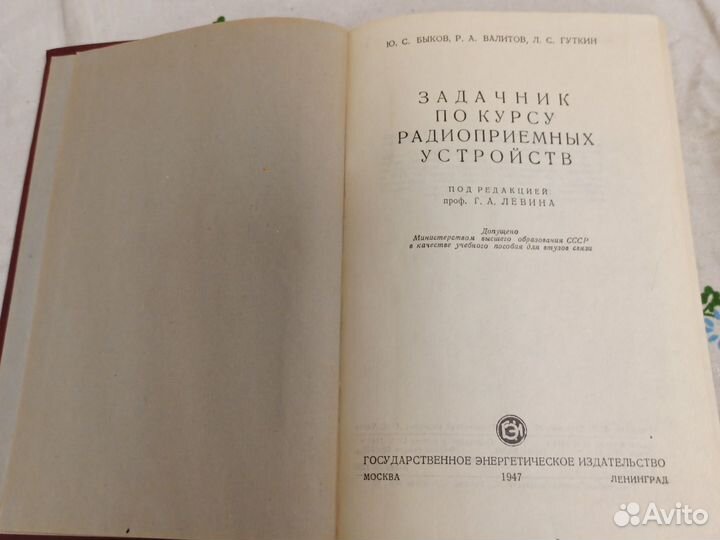 Ю. С. БЫКОВ, Р. А. ВАЛИТОВ, Л. С. ГУТКИН
ЗАДАЧНИК
ПО КУРСУ
РАДИОПРИЕМНЫХ
УСТРОЙСТВ
ПОД РЕДАКЦИЕЙ
проф. Г. А. ЛЕВИНА
Допущено
Министерством высшего образования СССР
в качестве учебного пособия для втузов связи
ГЭИ
ГОСУДАРСТВЕННОЕ ЭНЕРГЕТИЧЕСКОЕ ИЗДАТЕЛЬСТВО
МОСКВА 1947 ЛЕНИНГРАД
Avito